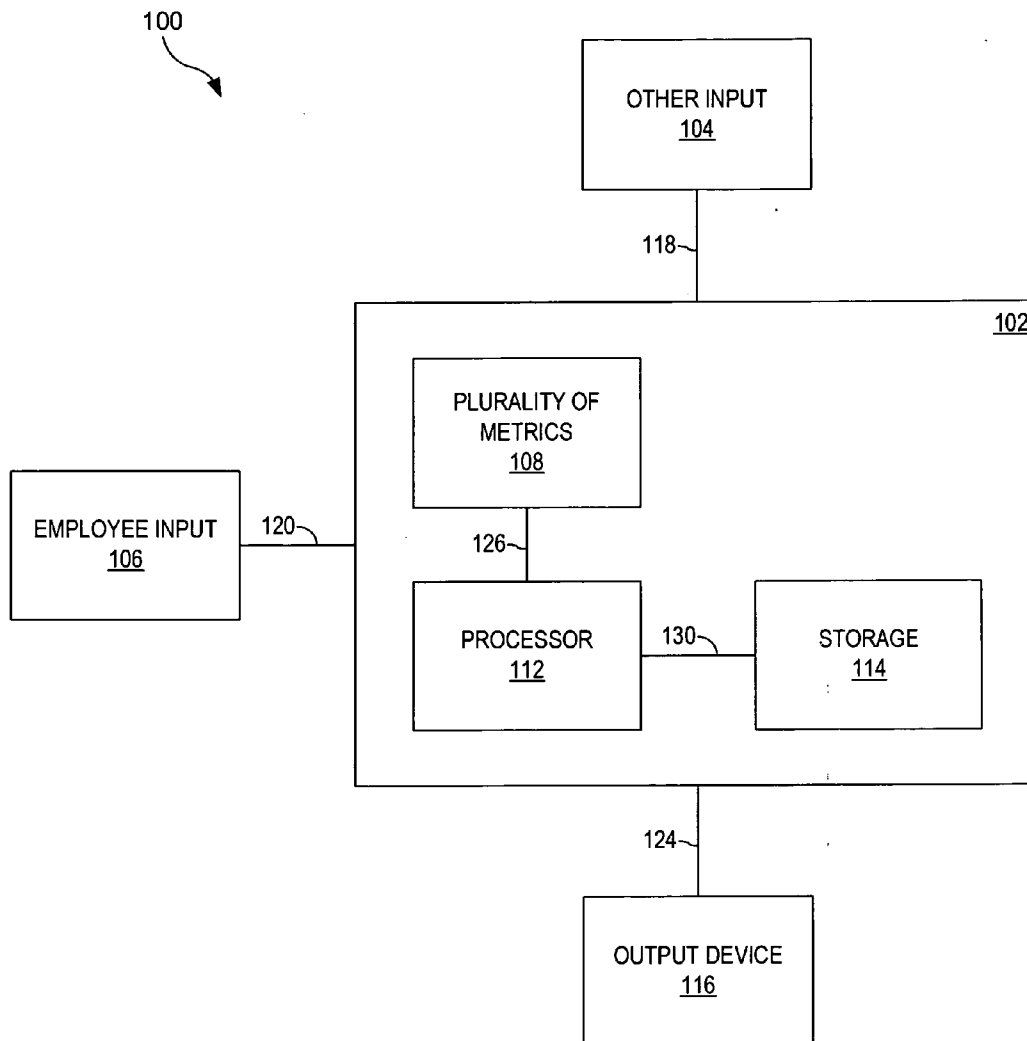 100
OTHER INPUT
104
118
102
PLURALITY OF
METRICS
108
EMPLOYEE INPUT
106
120
126
PROCESSOR
112
130
STORAGE
114
124
OUTPUT DEVICE
116